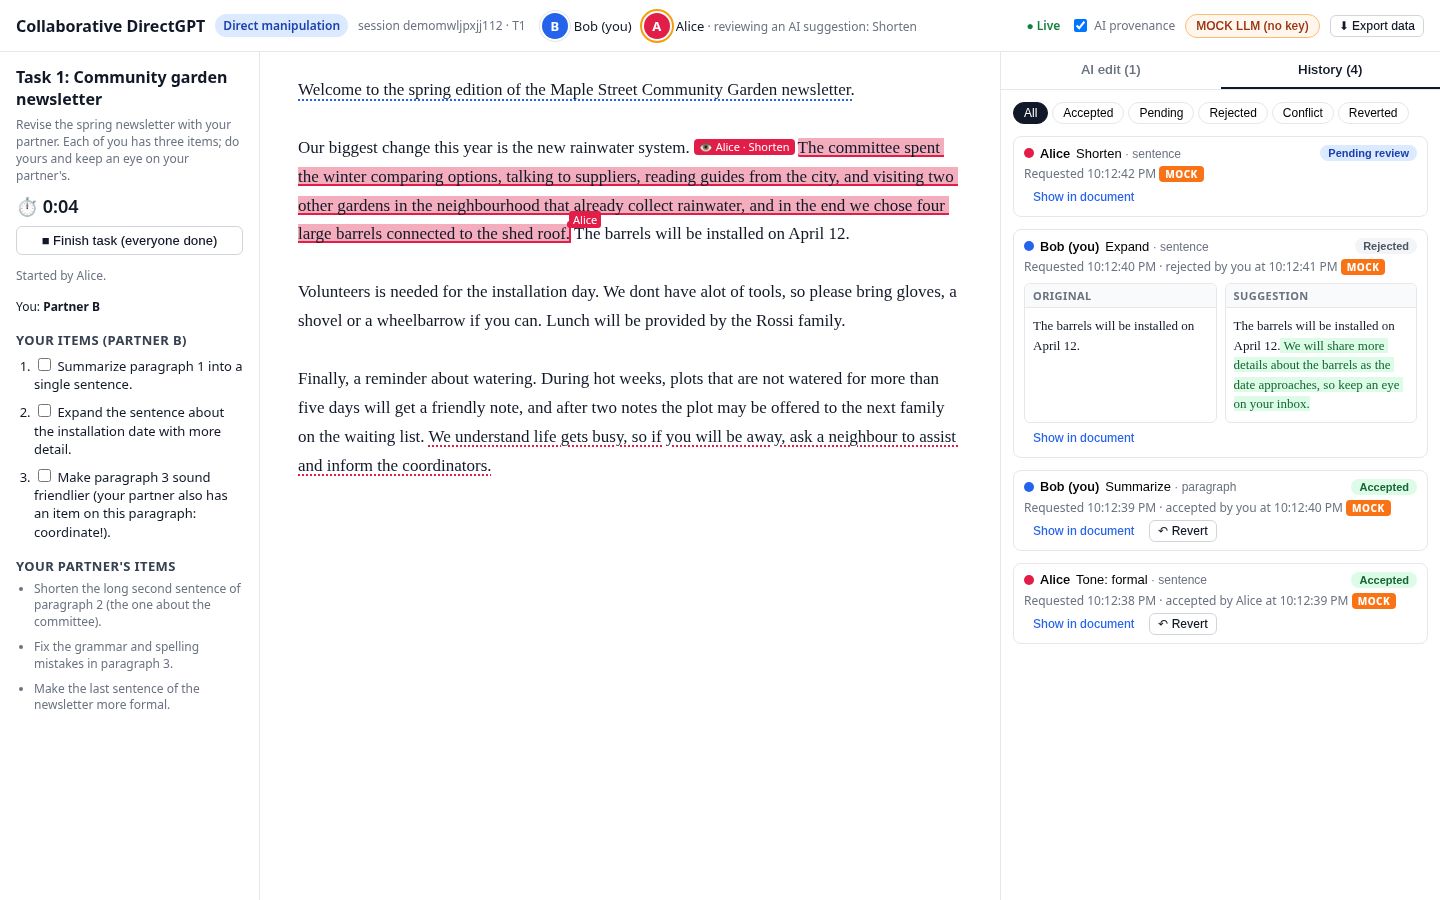 Collaborative DirectGPT Direct manipulation session demomwljpxjj112 · T1 B Bob (you) A Alice · reviewing an AI suggestion: Shorten ● Live AI provenance MOCK LLM (no key) ⬇ Export data
Task 1: Community garden
newsletter
Revise the spring newsletter with your
partner. Each of you has three items; do
yours and keep an eye on your
partner's.
⏱ 0:04
■ Finish task (everyone done)
Started by Alice.
You: Partner B
YOUR ITEMS (PARTNER B)
1. Summarize paragraph 1 into a
single sentence.
2. Expand the sentence about
the installation date with more
detail.
3. Make paragraph 3 sound
friendlier (your partner also has
an item on this paragraph:
coordinate!).
YOUR PARTNER'S ITEMS
• Shorten the long second sentence of
paragraph 2 (the one about the
committee).
• Fix the grammar and spelling
mistakes in paragraph 3.
• Make the last sentence of the
newsletter more formal.
Welcome to the spring edition of the Maple Street Community Garden newsletter.
Our biggest change this year is the new rainwater system. 👁 Alice · Shorten The committee spent
the winter comparing options, talking to suppliers, reading guides from the city, and visiting two
other gardens in the neighbourhood that already collect rainwater, and in the end we chose four
Alice
large barrels connected to the shed roof. The barrels will be installed on April 12.
Volunteers is needed for the installation day. We dont have alot of tools, so please bring gloves, a
shovel or a wheelbarrow if you can. Lunch will be provided by the Rossi family.
Finally, a reminder about watering. During hot weeks, plots that are not watered for more than
five days will get a friendly note, and after two notes the plot may be offered to the next family
on the waiting list. We understand life gets busy, so if you will be away, ask a neighbour to assist
and inform the coordinators.
AI edit (1) History (4)
All Accepted Pending Rejected Conflict Reverted
Alice Shorten · sentence Pending review
Requested 10:12:42 PM MOCK
Show in document
Bob (you) Expand · sentence Rejected
Requested 10:12:40 PM · rejected by you at 10:12:41 PM MOCK
ORIGINAL
The barrels will be installed on
April 12.
SUGGESTION
The barrels will be installed on
April 12. We will share more
details about the barrels as the
date approaches, so keep an eye
on your inbox.
Show in document
Bob (you) Summarize · paragraph Accepted
Requested 10:12:39 PM · accepted by you at 10:12:40 PM MOCK
Show in document ↶ Revert
Alice Tone: formal · sentence Accepted
Requested 10:12:38 PM · accepted by Alice at 10:12:39 PM MOCK
Show in document ↶ Revert